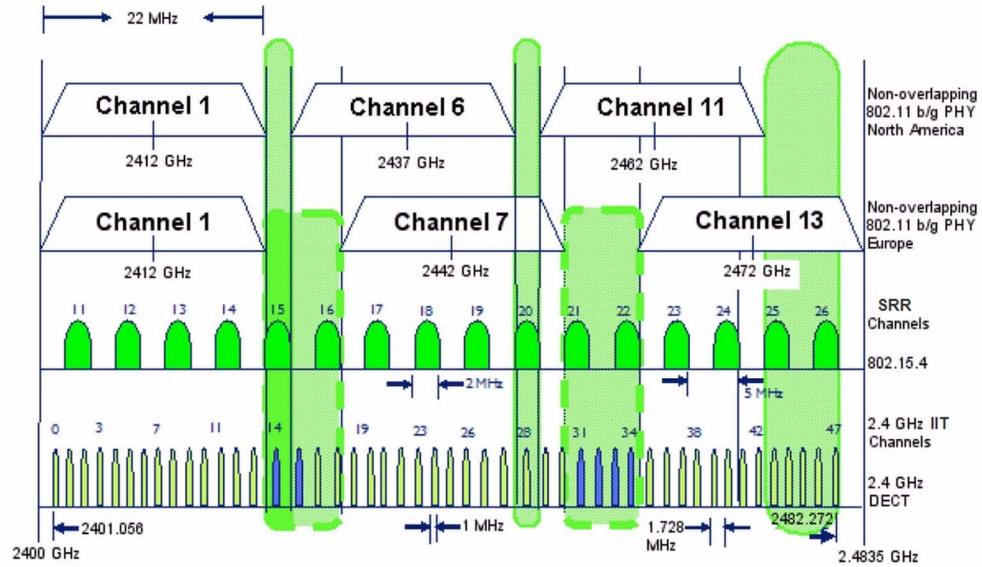 22 MHz
Channel 1
Channel 6
Channel 11
Non-overlapping
802.11 b/g PHY
North America
2412 GHz
2437 GHz
2462 GHz
Channel 1
Channel 7
Channel 13
Non-overlapping
802.11 b/g PHY
Europe
2412 GHz
2442 GHz
2472 GHz
11 12 13 14 15 16 17 18 19 20 21 22 23 24 25 26
SRR
Channels
802.15.4
2 MHz
5 MHz
0 3 7 11 14 19 23 26 28 31 34 38 42 47
2.4 GHz IIT
Channels
2.4 GHz
DECT
2401.056
1 MHz
1.728
MHz
2482.272
2400 GHz
2.4835 GHz